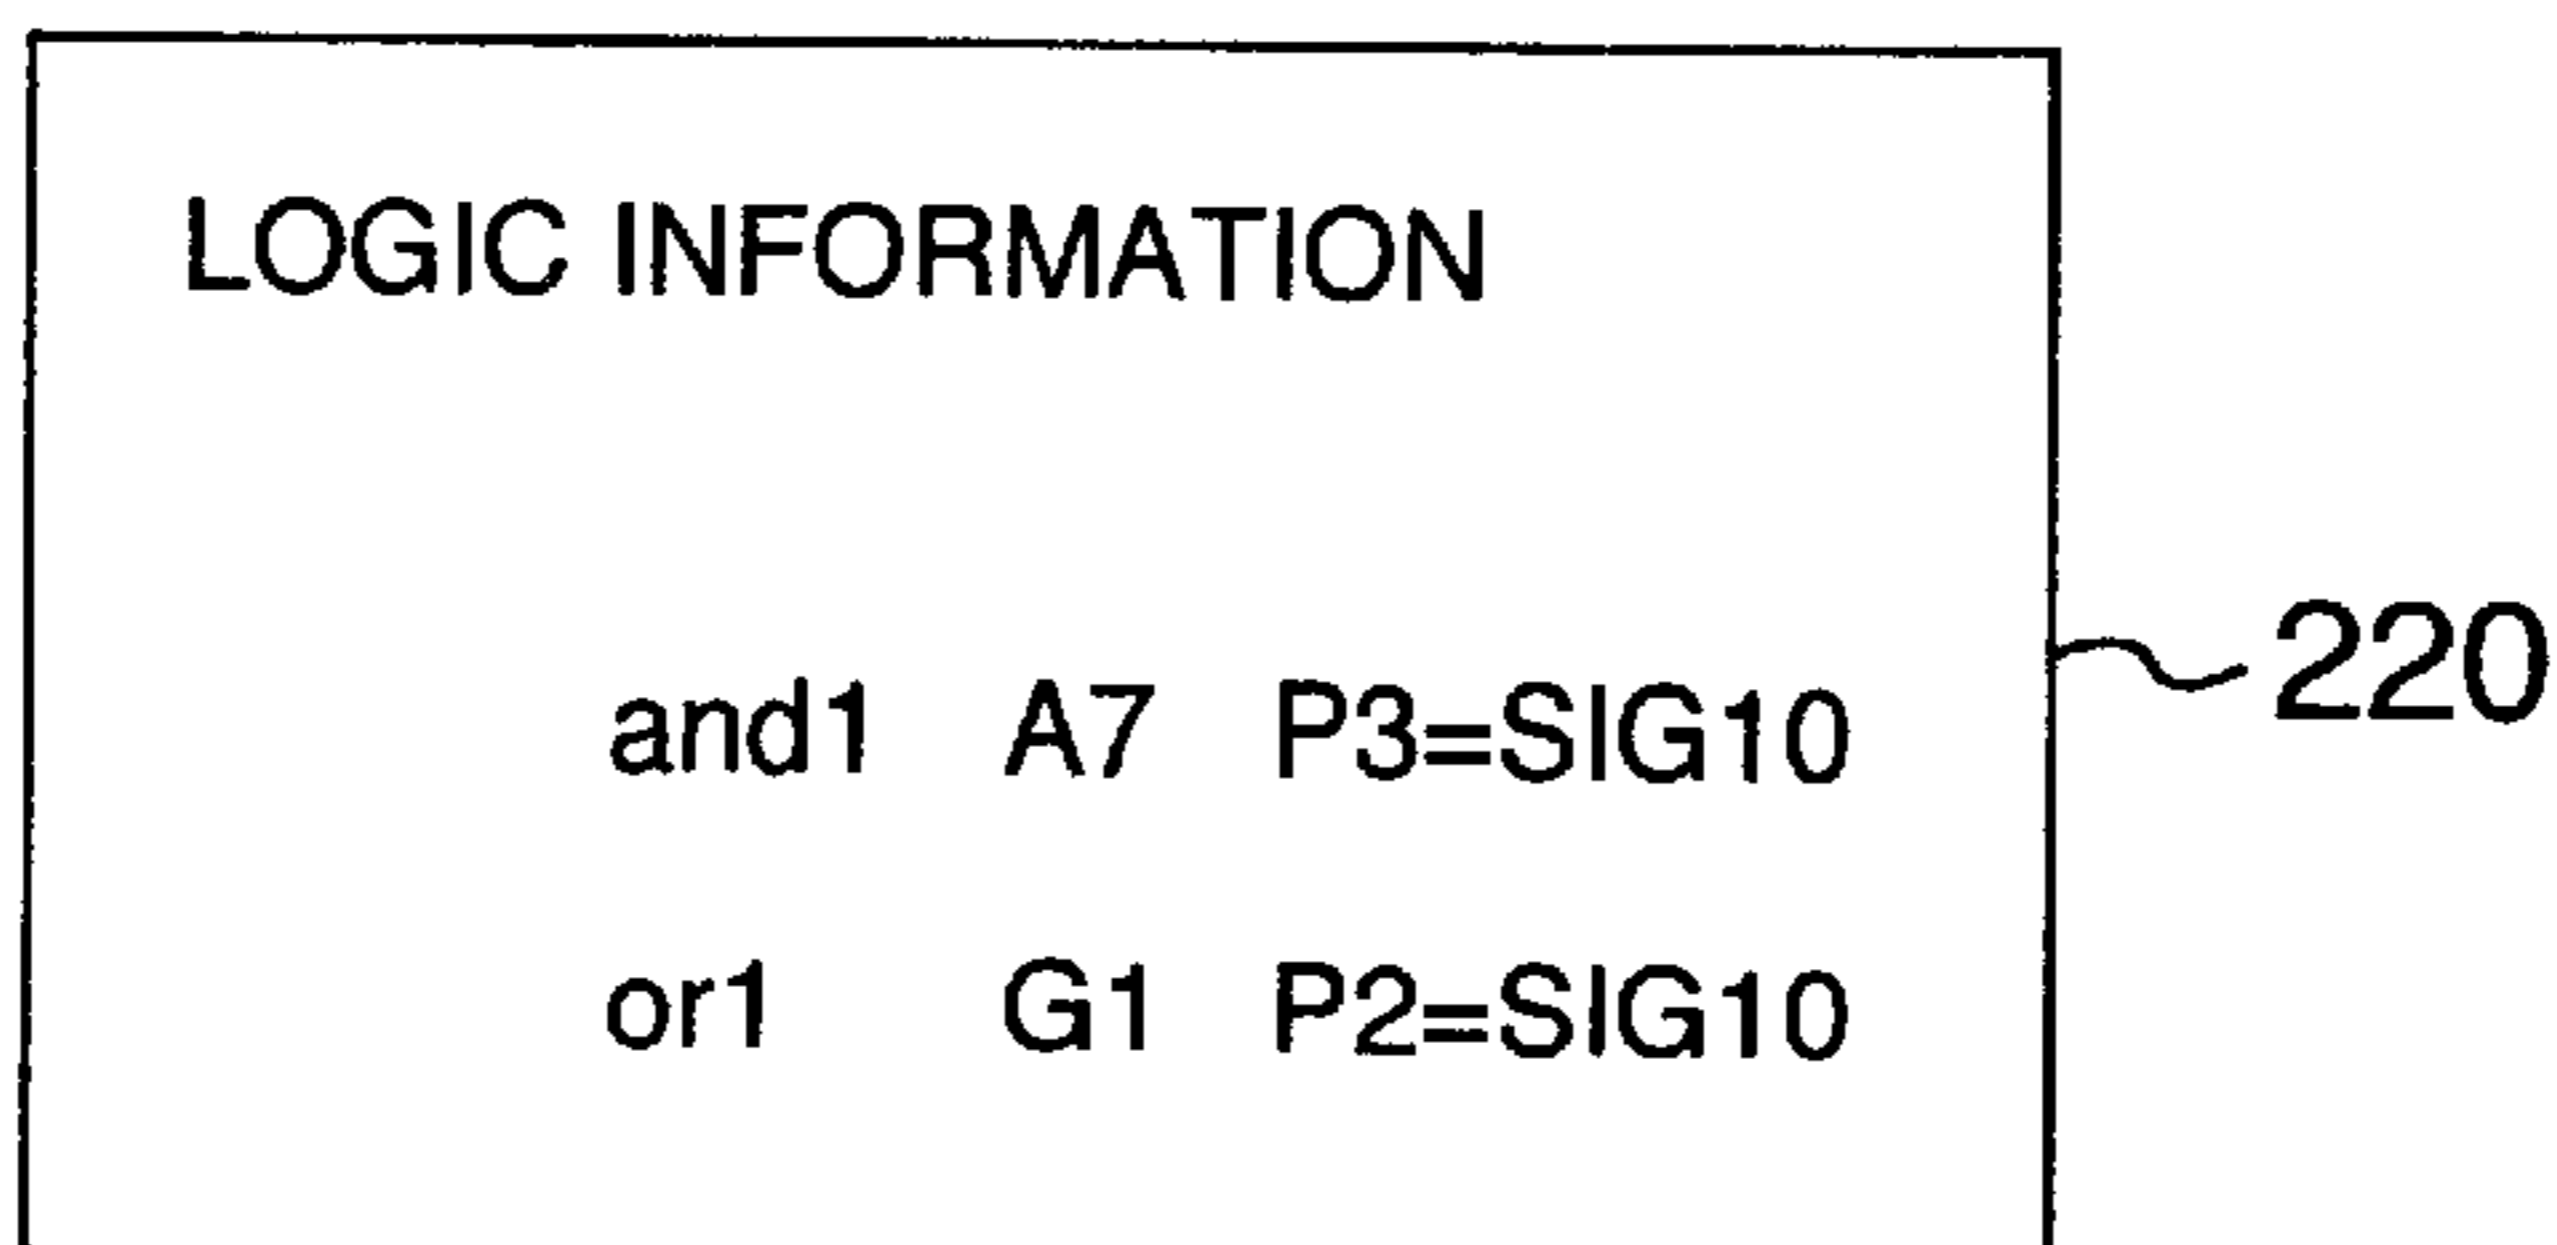 LOGIC INFORMATION
220
and1 A7 P3=SIG10
or1 G1 P2=SIG10